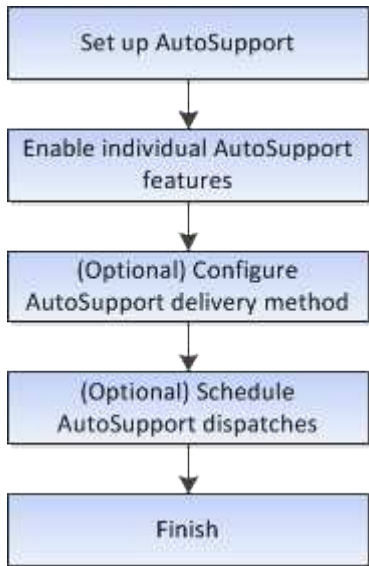 Set up AutoSupport
Enable individual AutoSupport
features
(Optional) Configure
AutoSupport delivery method
(Optional) Schedule
AutoSupport dispatches
Finish